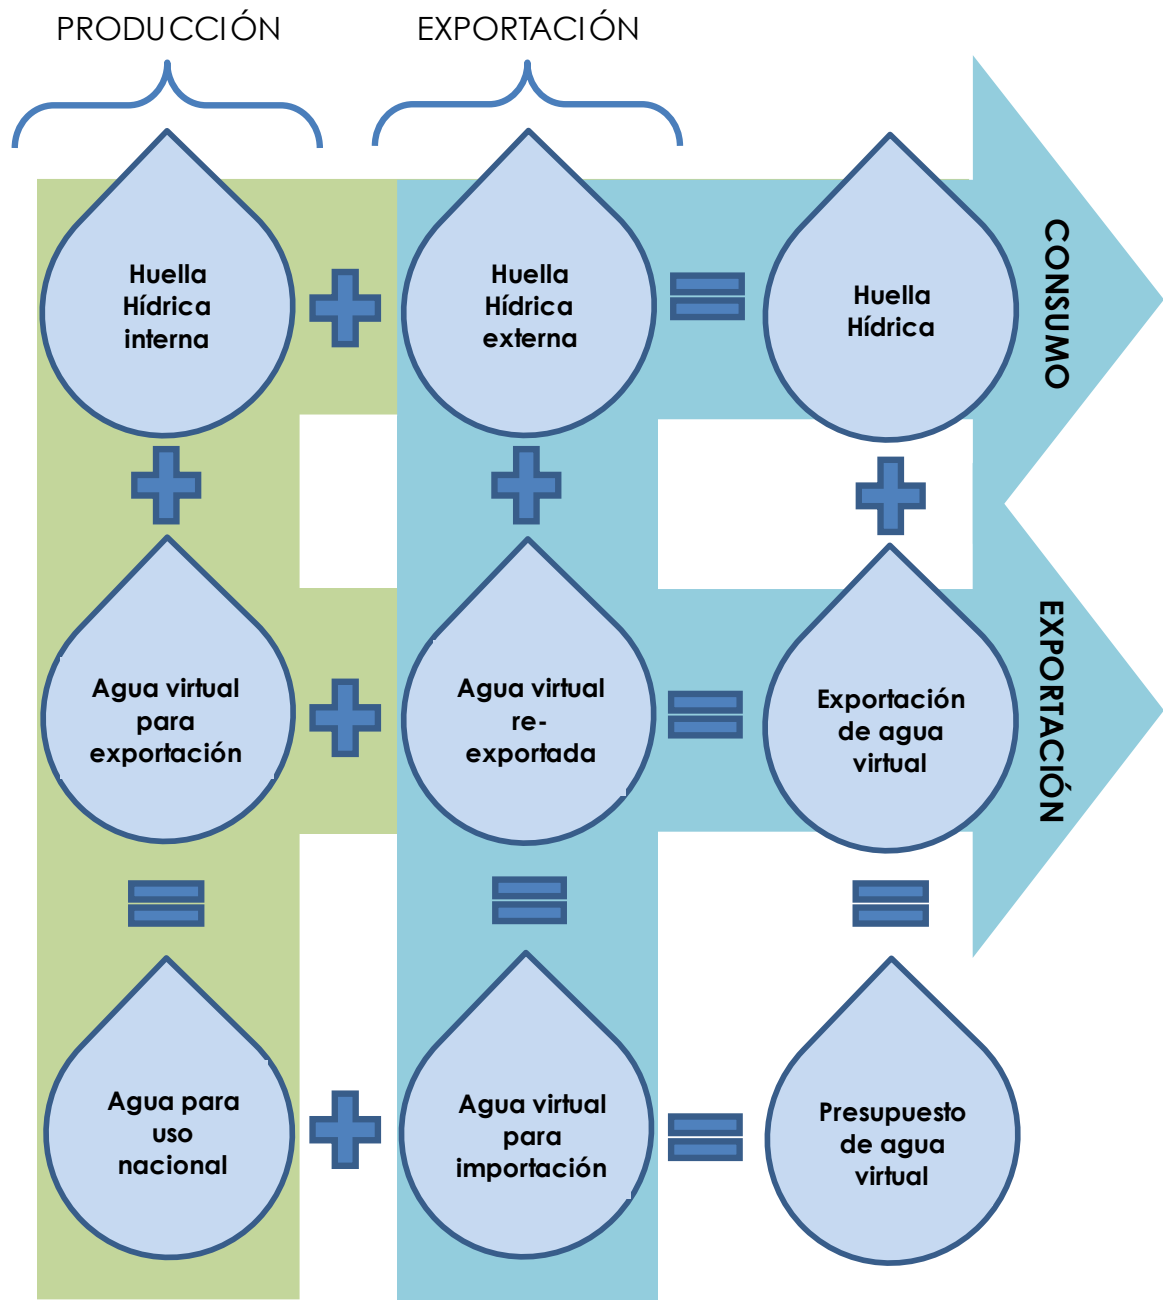 PRODUCCIÓN
EXPORTACIÓN
Huella
Hídrica
interna
Huella
Hídrica
externa
Huella
Hídrica
CONSUMO
Agua virtual
para
exportación
Agua virtual
re-
exportada
Exportación
de agua
virtual
EXPORTACIÓN
Agua para
uso
nacional
Agua virtual
para
importación
Presupuesto
de agua
virtual